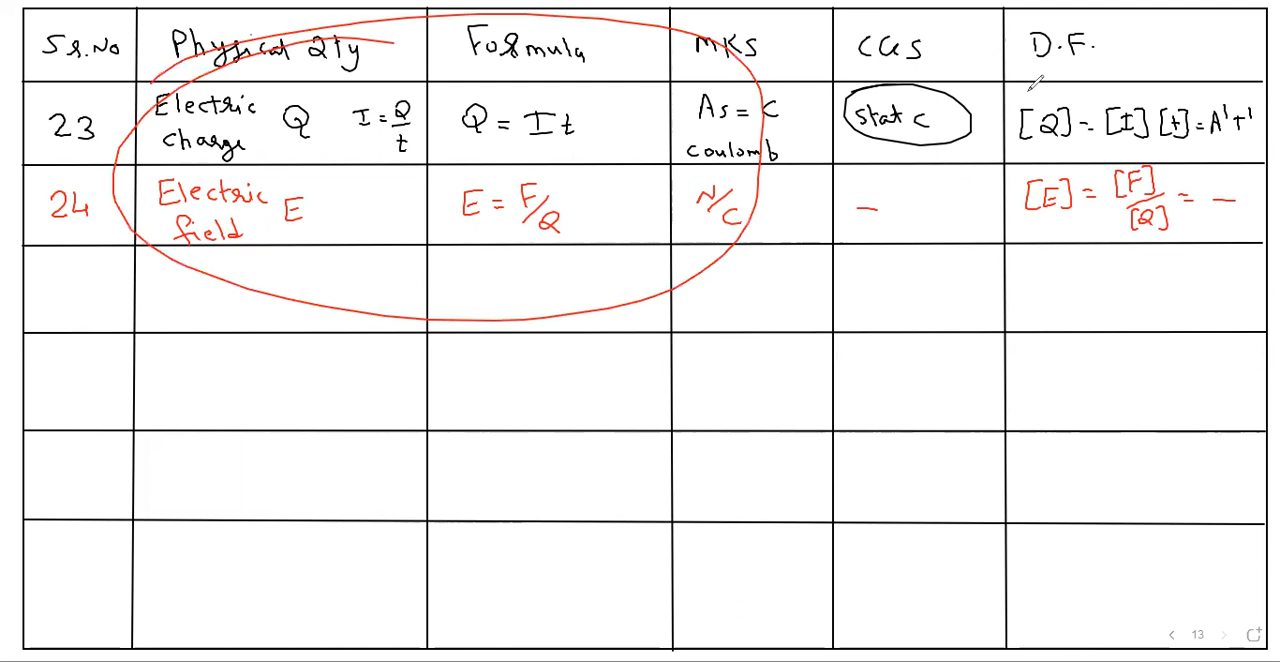 Sr.No Physical Qty Formula MKS CGS D.F.
23 Electric charge Q I = Q/t Q = It As = C coulomb stat C [Q] = [I] [t] = A¹T¹
24 Electric field E E = F/Q N/C – [E] = [F]/[Q] = –
< 13 >